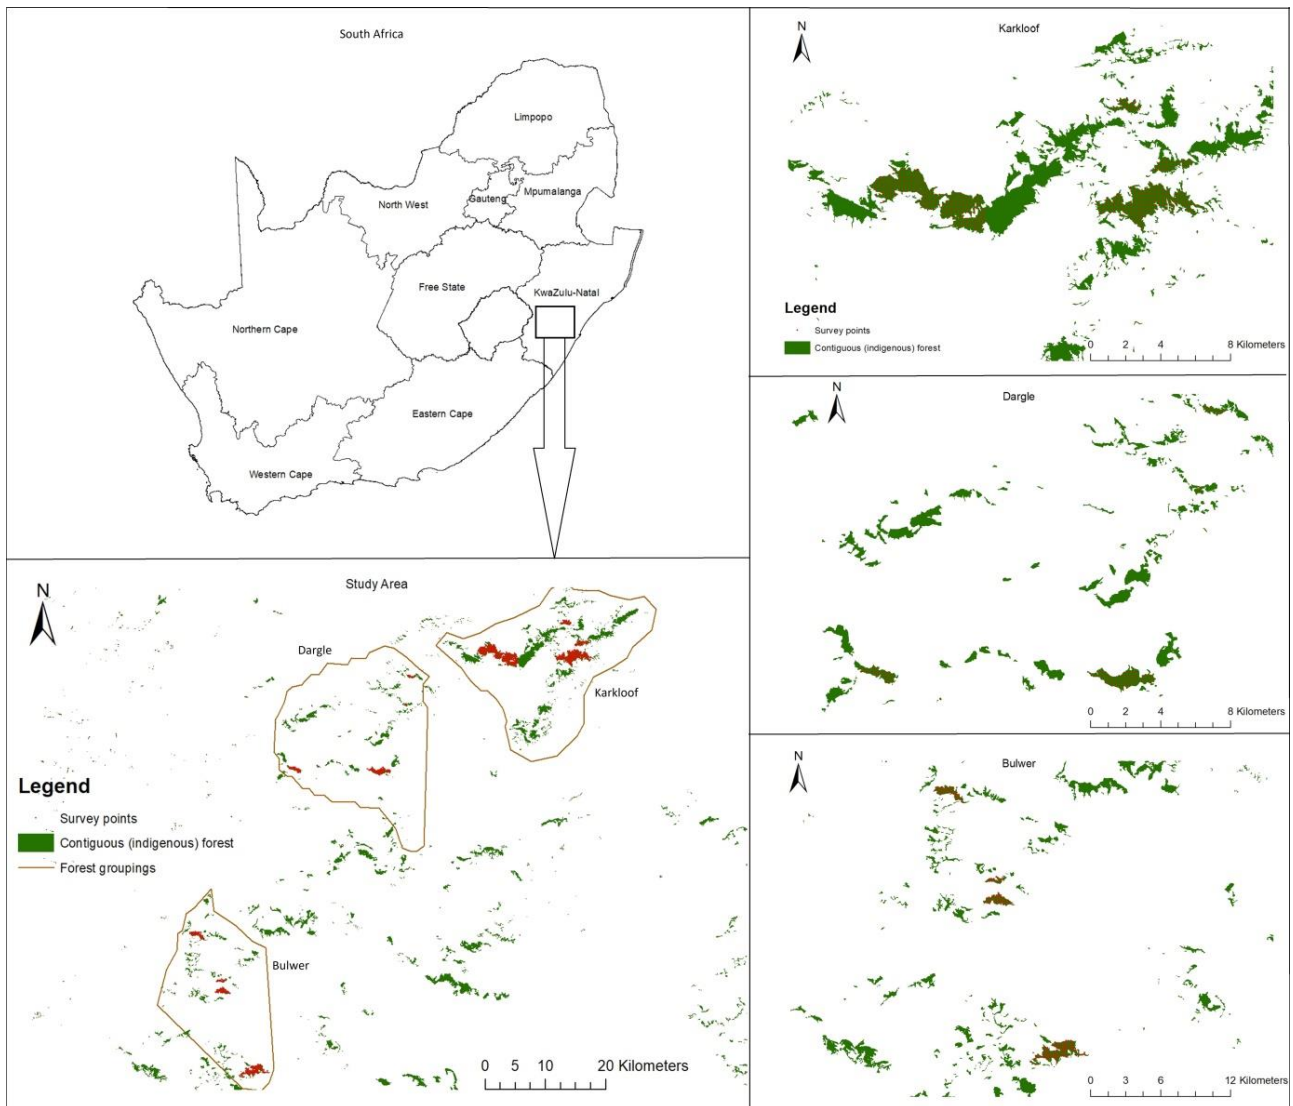 South Africa
Limpopo
North West
Gauteng
Mpumalanga
Free State
KwaZulu-Natal
Northern Cape
Eastern Cape
Western Cape
N
Study Area
Dargle
Karkloof
Legend
Survey points
Contiguous (indigenous) forest
Forest groupings
Bulwer
0 5 10 20 Kilometers
N
Karkloof
Legend
Survey points
Contiguous (indigenous) forest
0 2 4 8 Kilometers
N
Dargle
0 2 4 8 Kilometers
N
Bulwer
0 3 6 12 Kilometers